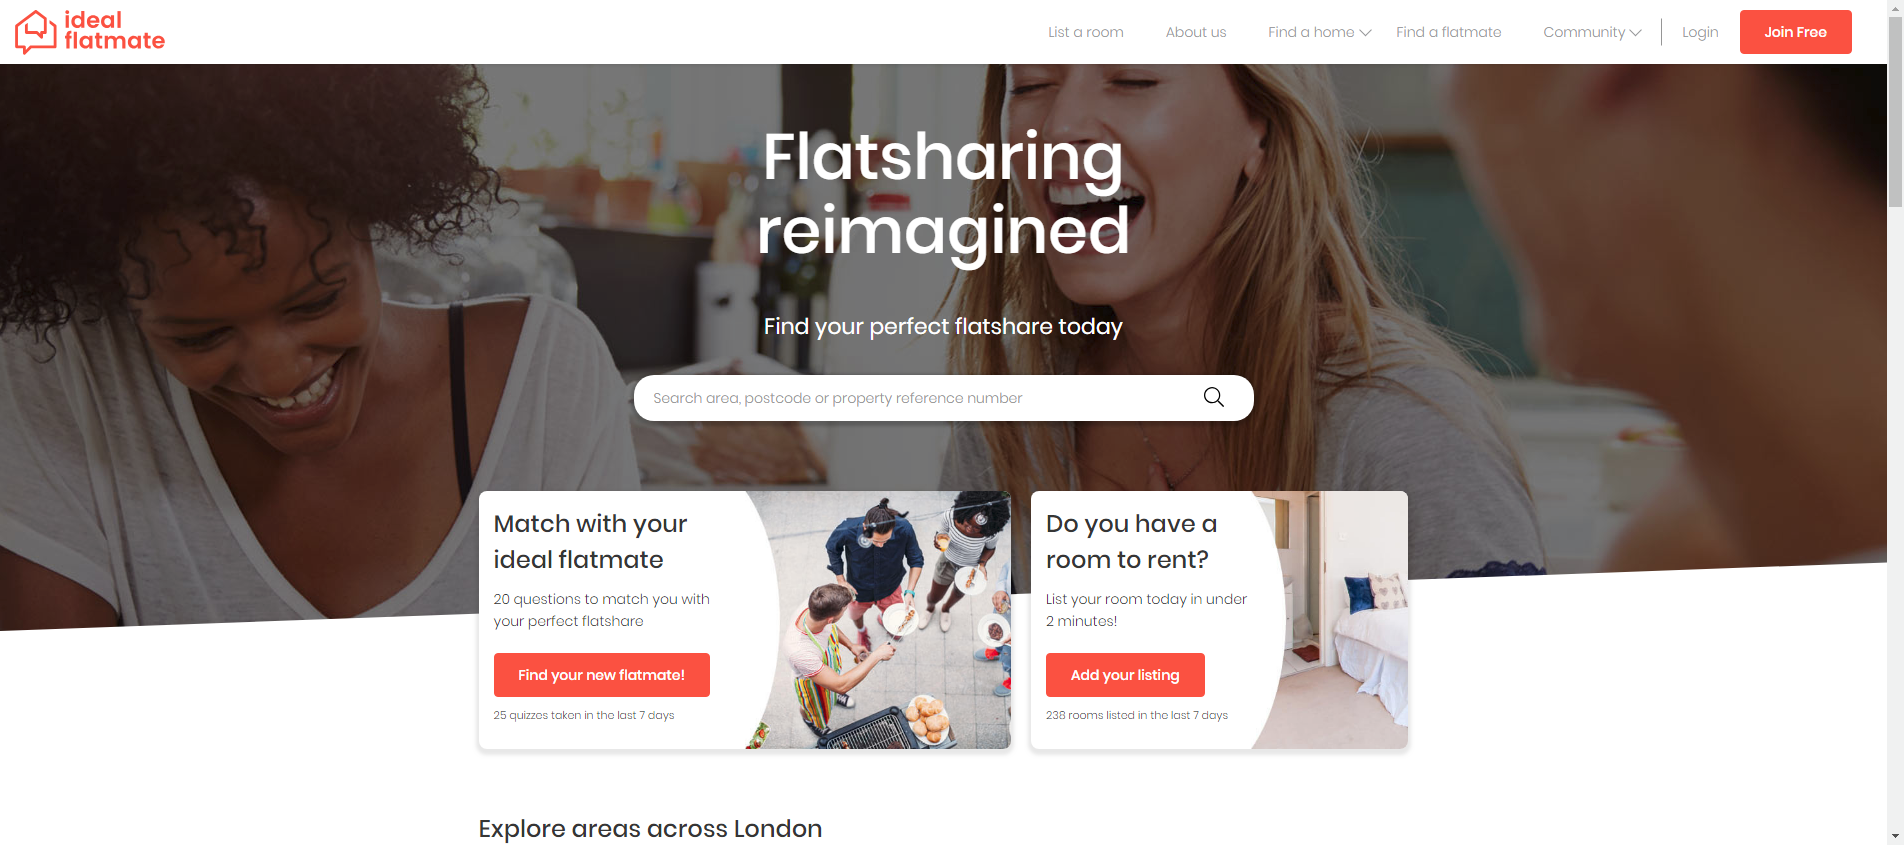 ideal
flatmate
List a room
About us
Find a home
Find a flatmate
Community
Login
Join Free
Flatsharing
reimagined
Find your perfect flatshare today
Search area, postcode or property reference number
Match with your
ideal flatmate
20 questions to match you with
your perfect flatshare
Find your new flatmate!
25 quizzes taken in the last 7 days
Do you have a
room to rent?
List your room today in under
2 minutes!
Add your listing
238 rooms listed in the last 7 days
Explore areas across London